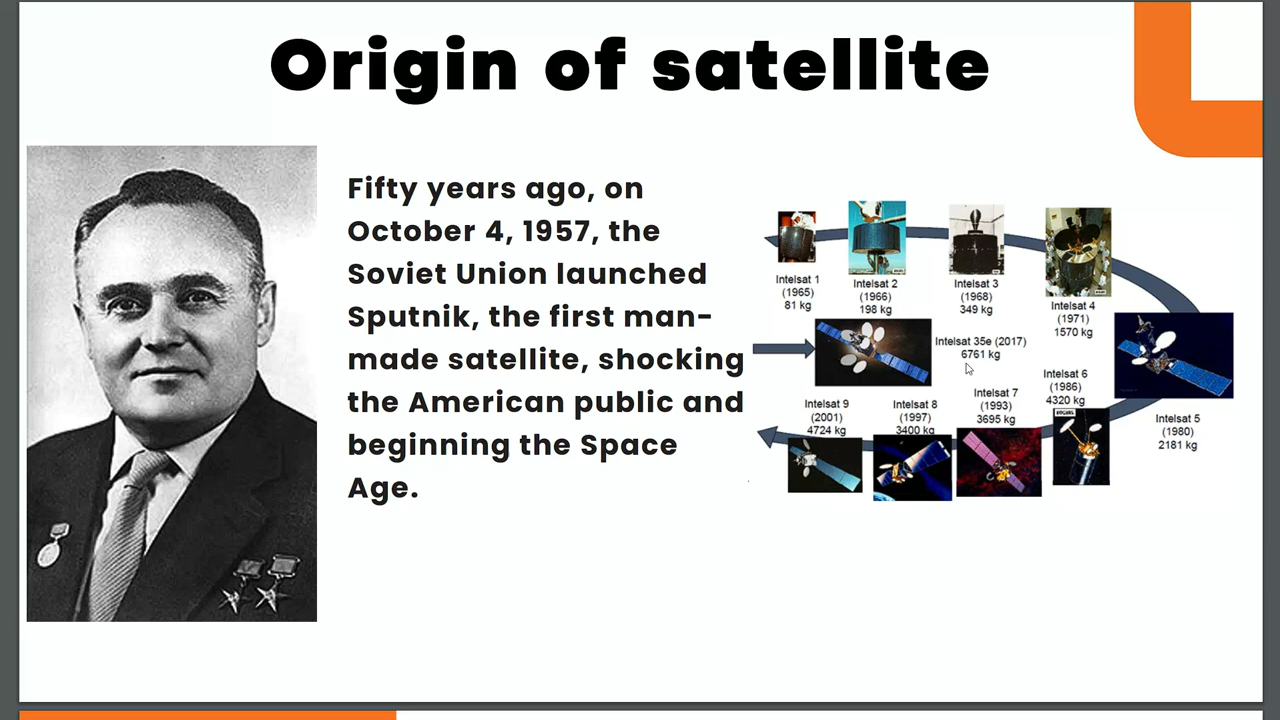 Origin of satellite
Fifty years ago, on
October 4, 1957, the
Soviet Union launched
Sputnik, the first man-
made satellite, shocking
the American public and
beginning the Space
Age.
Intelsat 1
(1965)
81 kg
Intelsat 2
(1966)
198 kg
Intelsat 3
(1968)
349 kg
Intelsat 4
(1971)
1570 kg
Intelsat 35e (2017)
6761 kg
Intelsat 5
(1980)
2181 kg
Intelsat 6
(1986)
4320 kg
Intelsat 7
(1993)
3695 kg
Intelsat 8
(1997)
3400 kg
Intelsat 9
(2001)
4724 kg